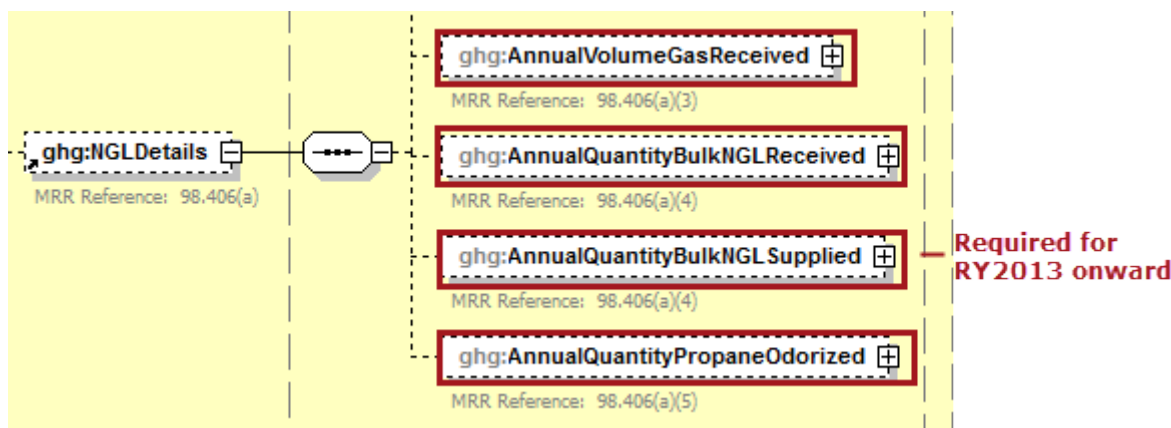 ghg:AnnualVolumeGasReceived
MRR Reference: 98.406(a)(3)
ghg:NGLDetails
MRR Reference: 98.406(a)
ghg:AnnualQuantityBulkNGLReceived
MRR Reference: 98.406(a)(4)
ghg:AnnualQuantityBulkNGLSupplied
MRR Reference: 98.406(a)(4)
Required for
RY2013 onward
ghg:AnnualQuantityPropaneOdorized
MRR Reference: 98.406(a)(5)